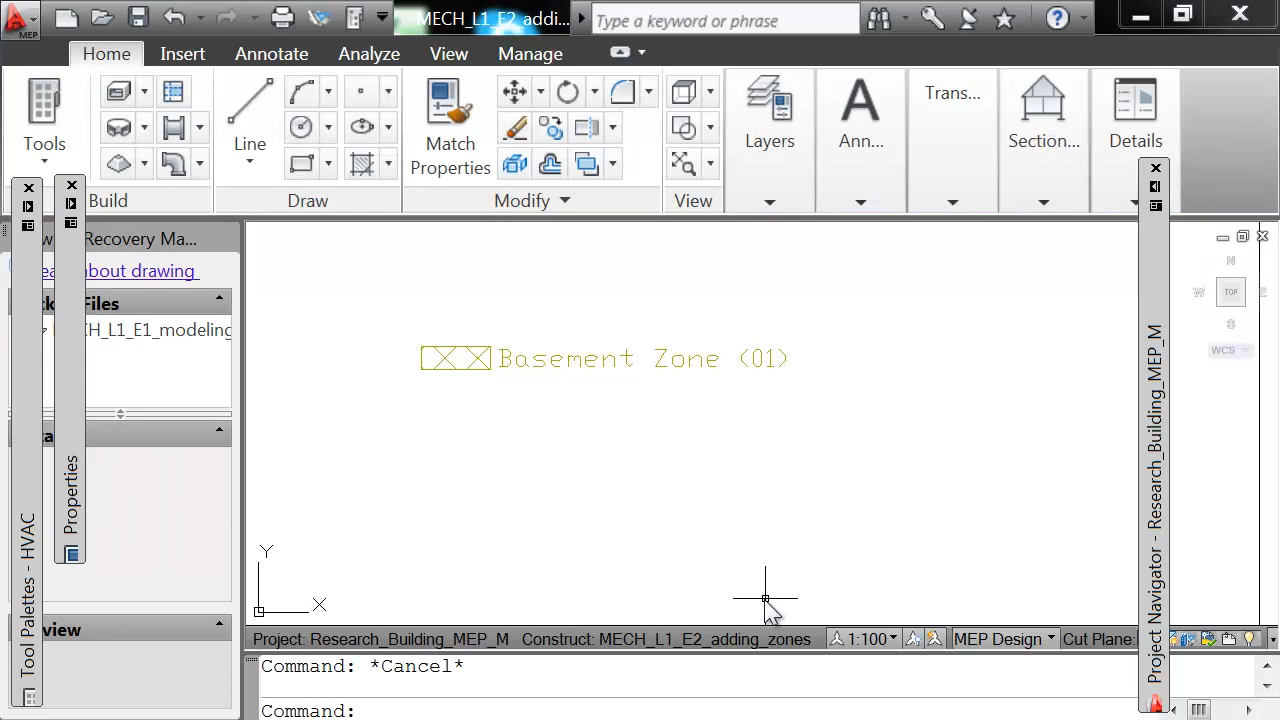 MEP
MECH_L1_E2_addi...
Type a keyword or phrase
Home Insert Annotate Analyze View Manage
Tools
Line
Match
Properties
Layers
Ann...
Trans...
Section...
Details
Build
Draw
Modify
View
Recovery Ma...
about drawing
Files
CH_L1_E1_modeling
view
Tool Palettes - HVAC
Properties
Basement Zone (01)
Y
X
N
W
TOP
E
S
WCS
Project Navigator - Research_Building_MEP_M
Project: Research_Building_MEP_M Construct: MECH_L1_E2_adding_zones 1:100 MEP Design Cut Plane:
Command: *Cancel*
Command: